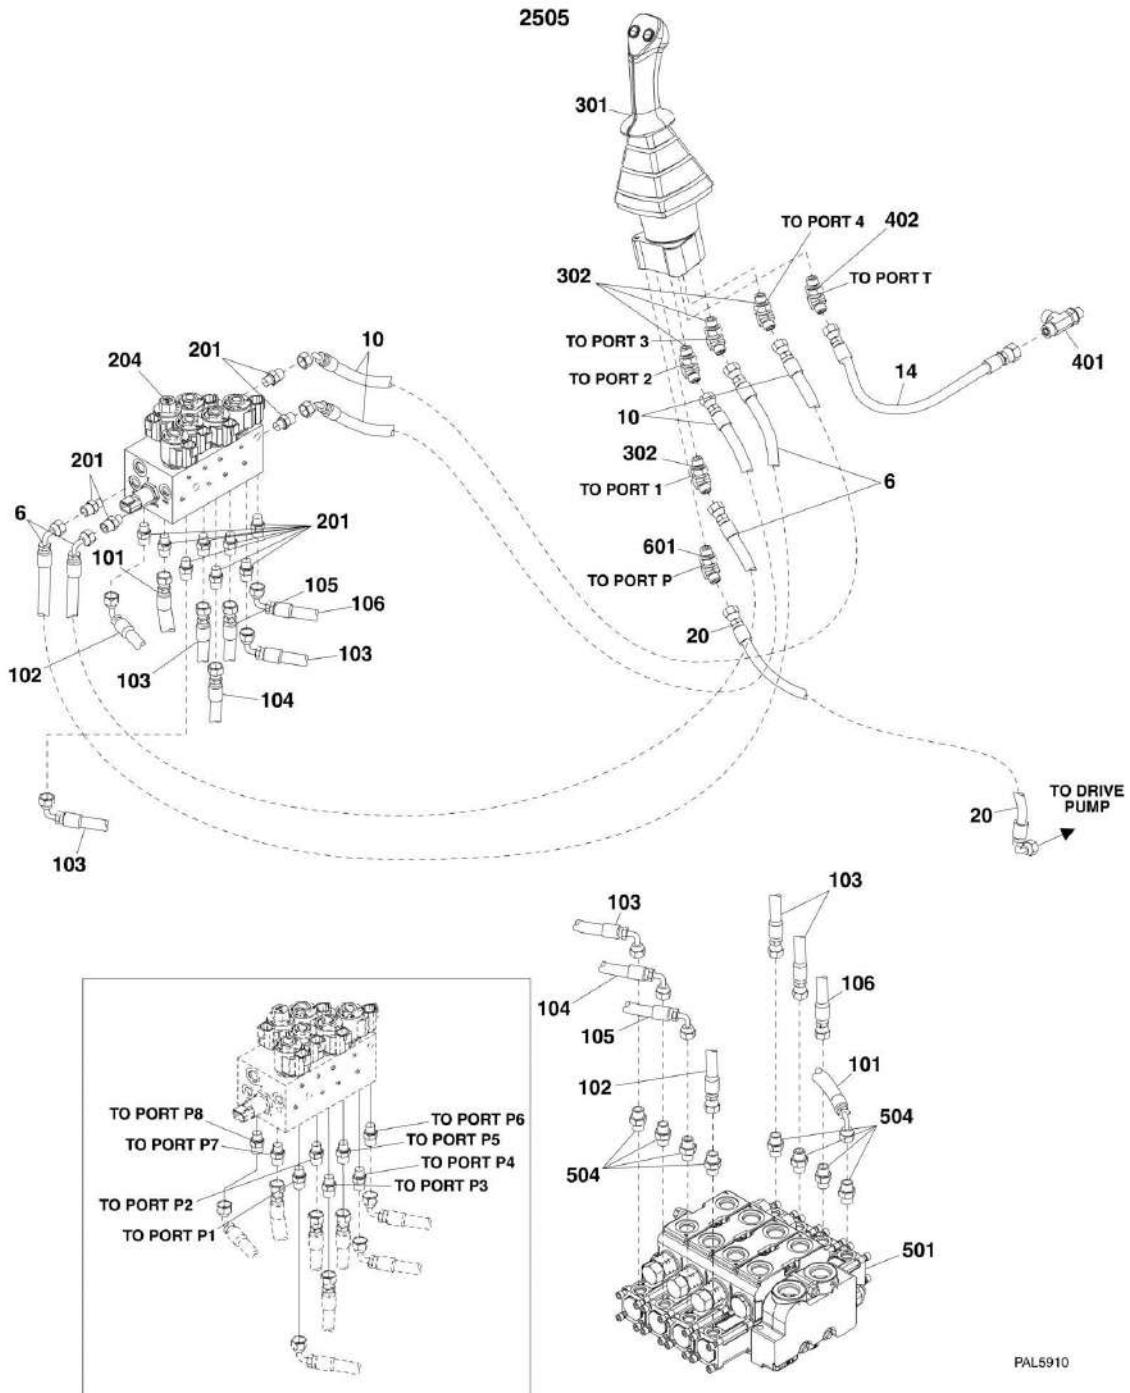 2505
301
TO PORT 4
402
302
TO PORT T
10
201
204
TO PORT 3
TO PORT 2
401
14
10
302
201
TO PORT 1
6
6
201
601
101
TO PORT P
105
106
20
102
103
103
104
TO DRIVE
PUMP
20
103
103
103
106
104
105
101
102
504
504
TO PORT P8
TO PORT P6
TO PORT P7
TO PORT P5
TO PORT P4
TO PORT P2
TO PORT P3
TO PORT P1
501
PAL5910